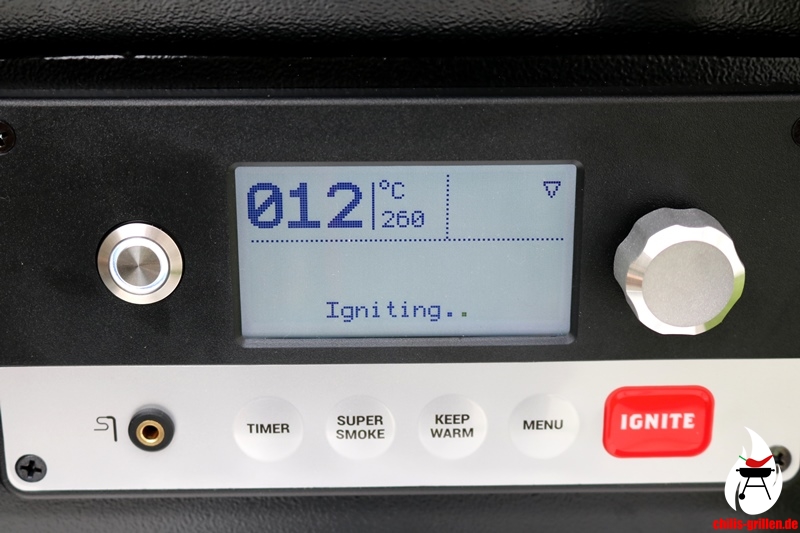 012 °C
260
Igniting..
TIMER
SUPER
SMOKE
KEEP
WARM
MENU
IGNITE
chilis-grillen.de